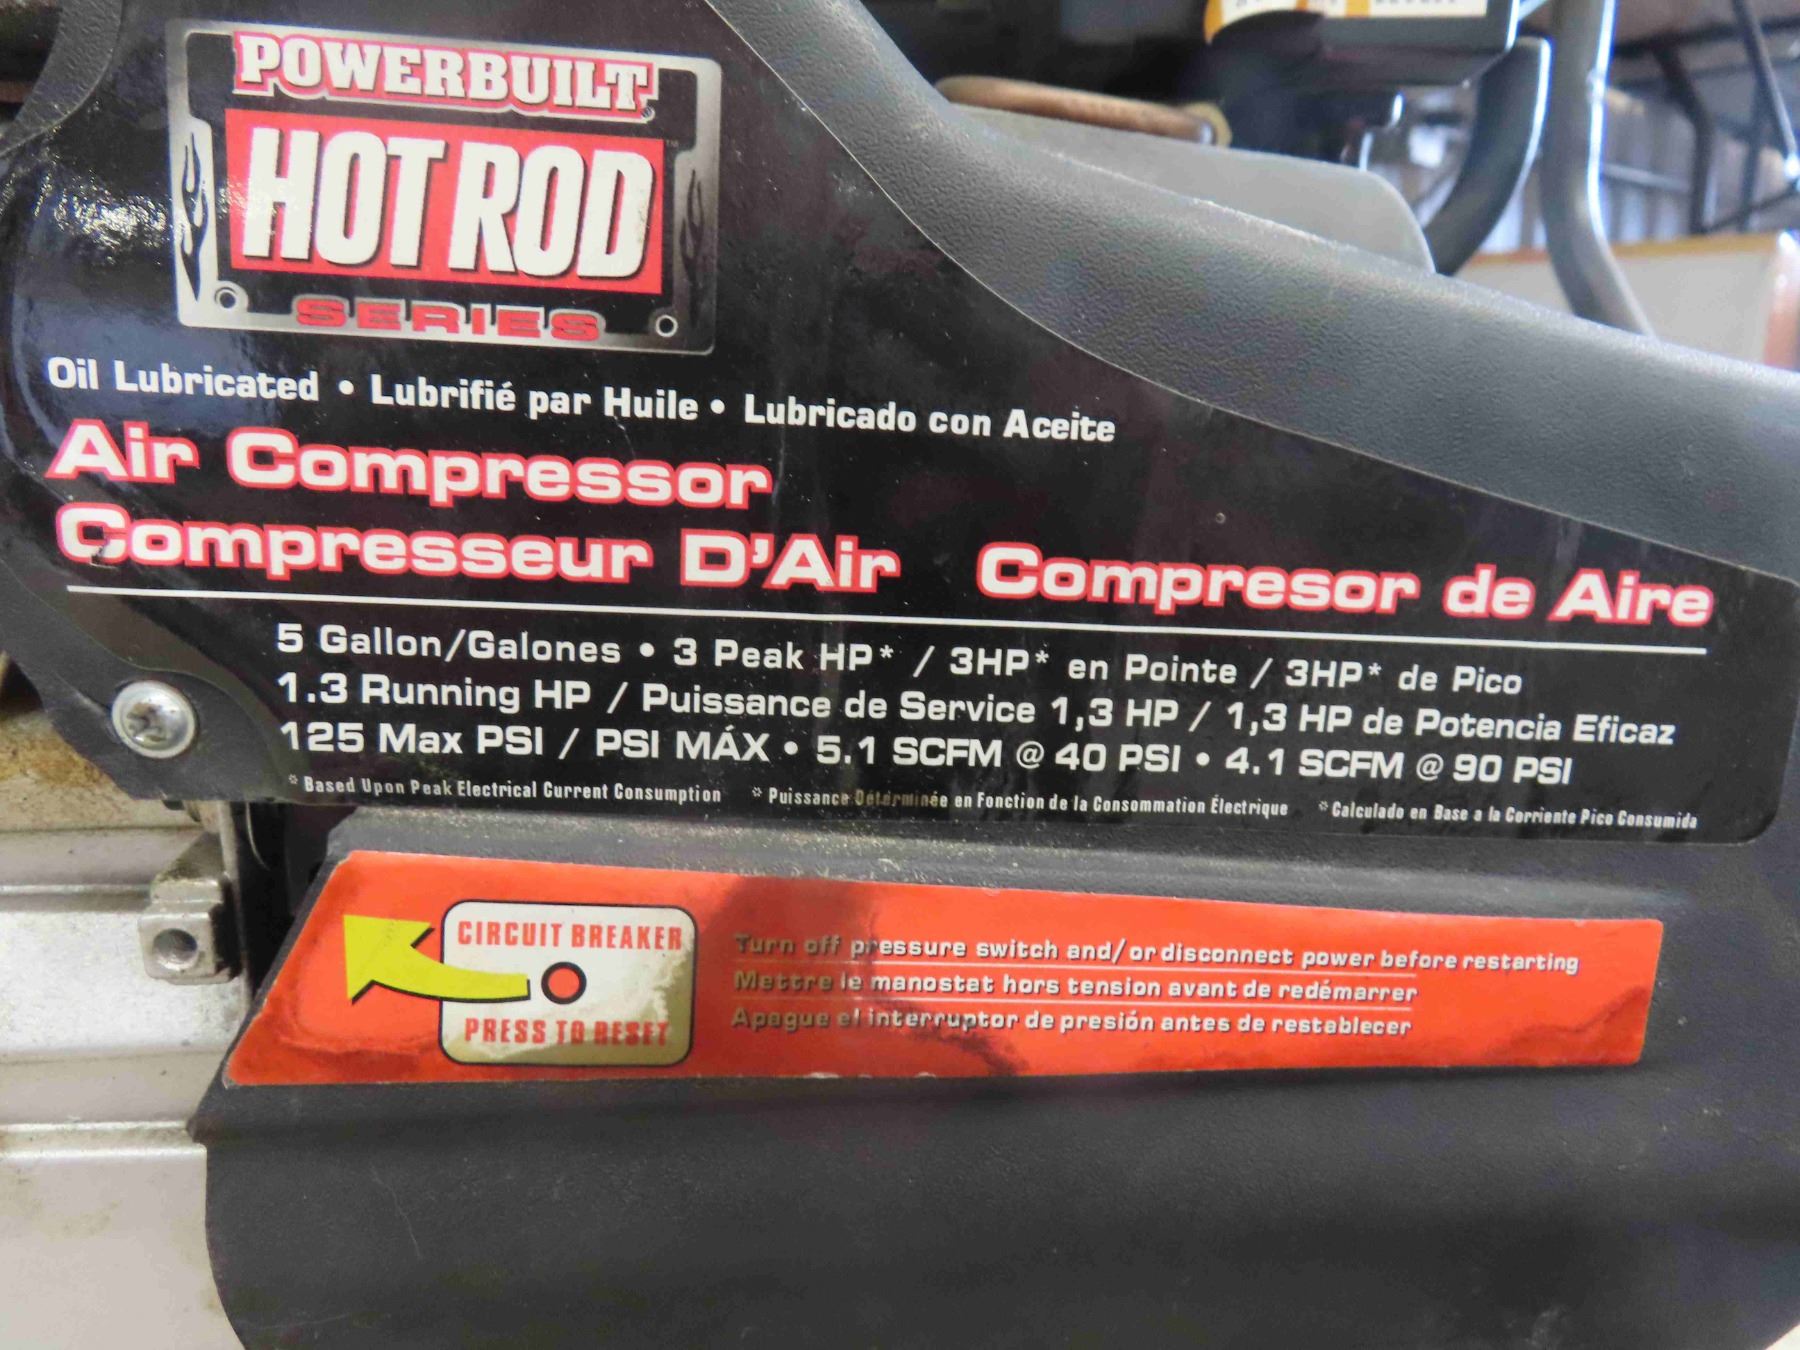 POWERBUILT
HOT ROD™
SERIES
Oil Lubricated • Lubrifié par Huile • Lubricado con Aceite
Air Compressor
Compresseur D'Air Compresor de Aire
5 Gallon/Galones • 3 Peak HP* / 3HP* en Pointe / 3HP* de Pico
1.3 Running HP / Puissance de Service 1,3 HP / 1,3 HP de Potencia Eficaz
125 Max PSI / PSI MÁX • 5.1 SCFM @ 40 PSI • 4.1 SCFM @ 90 PSI
* Based Upon Peak Electrical Current Consumption * Puissance Déterminée en Fonction de la Consommation Électrique * Calculado en Base a la Corriente Pico Consumida
CIRCUIT BREAKER
PRESS TO RESET
Turn off pressure switch and/or disconnect power before restarting
Mettre le manostat hors tension avant de redémarrer
Apague el interruptor de presión antes de restablecer